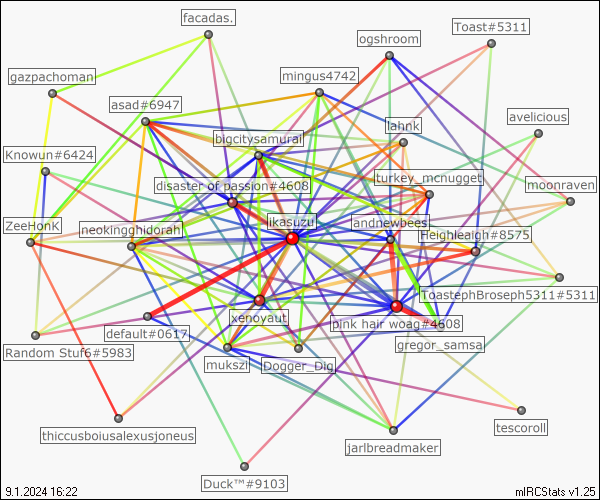 facadas.
Toast#5311
ogshroom
gazpachoman
mingus4742
asad#6947
avelicious
lahnk
bigcitysamurai
Knowun#6424
turkey_mcnugget
disaster of passion#4608
moonraven
ikasuzu
andnewbees
ZeeHonK
neokingghidorah
Heighleaigh#8575
ToastephBroseph5311#5311
xenoyaut
pink hair woag#4608
default#0617
gregor_samsa
Random Stuf6#5983
mukszi
Dogger_Dig
tescoroll
thiccusboiusalexusjoneus
jarlbreadmaker
Duck™#9103
9.1.2024 16:22
mIRCStats v1.25